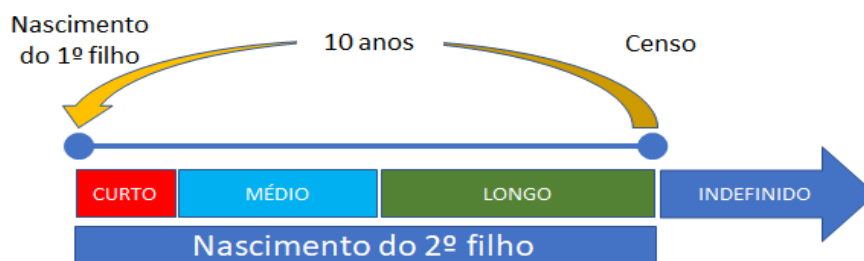 Nascimento
do 1º filho
10 anos
Censo
CURTO
MÉDIO
LONGO
INDEFINIDO
Nascimento do 2º filho